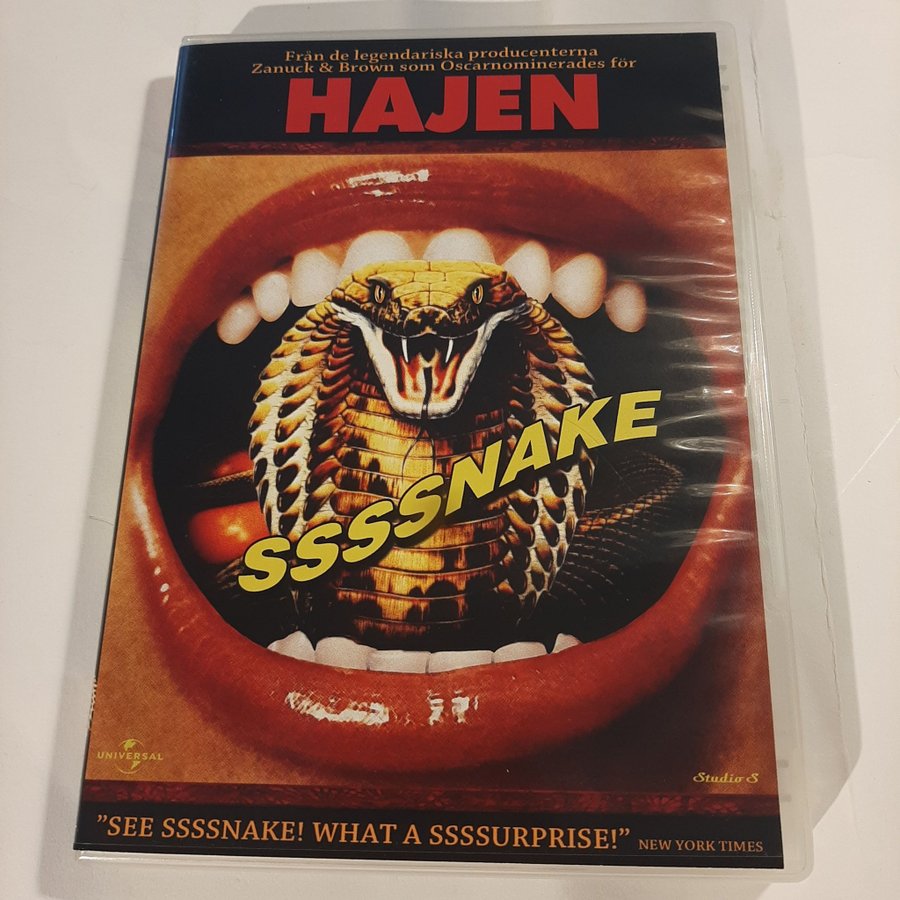 Från de legendariska producenterna
Zanuck & Brown som Oscarnominerades för
HAJEN
SSSSNAKE
UNIVERSAL
Studio S
”SEE SSSSNAKE! WHAT A SSSSURPRISE!” NEW YORK TIMES